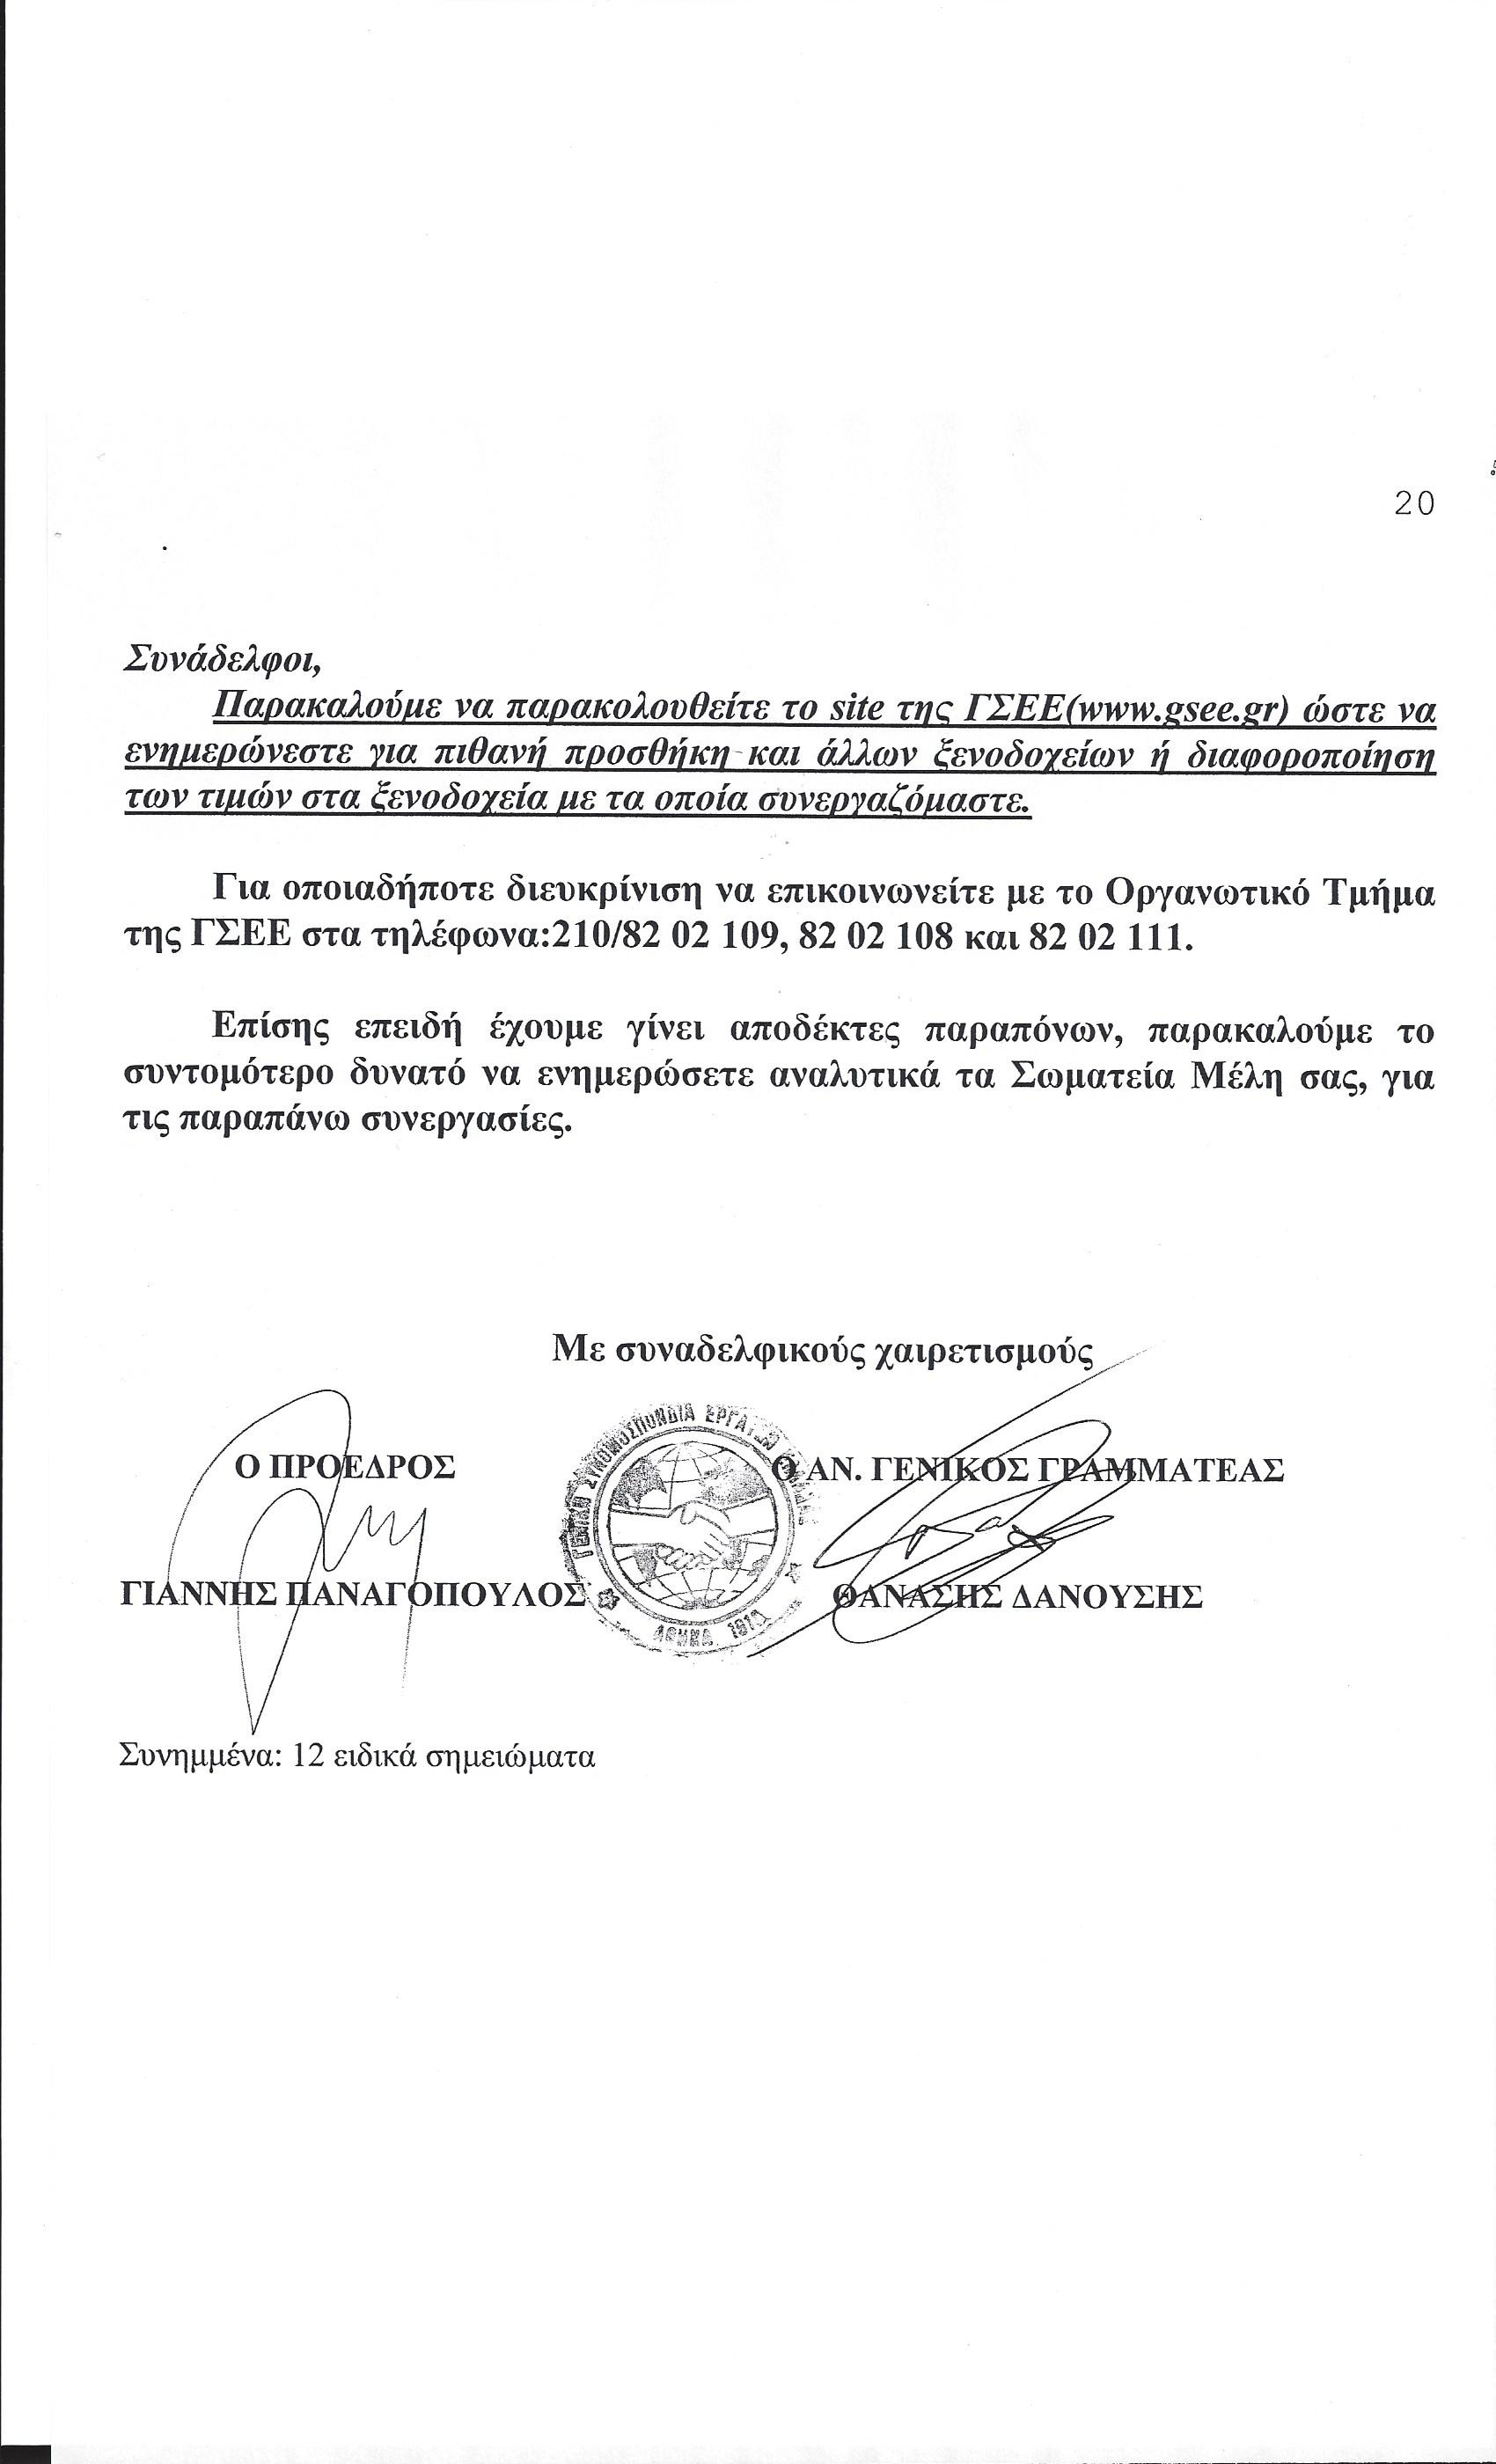 20
Συνάδελφοι,
Παρακαλούμε να παρακολουθείτε το site της ΓΣΕΕ(www.gsee.gr) ώστε να
ενημερώνεστε για πιθανή προσθήκη και άλλων ξενοδοχείων ή διαφοροποίηση
των τιμών στα ξενοδοχεία με τα οποία συνεργαζόμαστε.
Για οποιαδήποτε διευκρίνιση να επικοινωνείτε με το Οργανωτικό Τμήμα
της ΓΣΕΕ στα τηλέφωνα:210/82 02 109, 82 02 108 και 82 02 111.
Επίσης επειδή έχουμε γίνει αποδέκτες παραπόνων, παρακαλούμε το
συντομότερο δυνατό να ενημερώσετε αναλυτικά τα Σωματεία Μέλη σας, για
τις παραπάνω συνεργασίες.
Με συναδελφικούς χαιρετισμούς
Ο ΠΡΟΕΔΡΟΣ
Ο ΑΝ. ΓΕΝΙΚΟΣ ΓΡΑΜΜΑΤΕΑΣ
ΓΕΝΙΚΗ ΣΥΝΟΜΟΣΠΟΝΔΙΑ ΕΡΓΑΤΩΝ
ΑΘΗΝΑ
ΓΙΑΝΝΗΣ ΠΑΝΑΓΟΠΟΥΛΟΣ
ΘΑΝΑΣΗΣ ΔΑΝΟΥΣΗΣ
Συνημμένα: 12 ειδικά σημειώματα